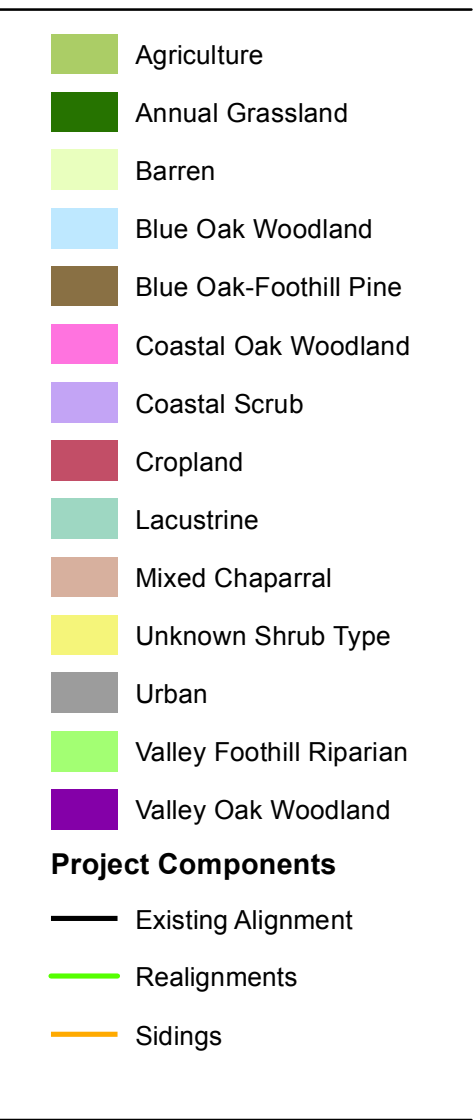 Agriculture
Annual Grassland
Barren
Blue Oak Woodland
Blue Oak-Foothill Pine
Coastal Oak Woodland
Coastal Scrub
Cropland
Lacustrine
Mixed Chaparral
Unknown Shrub Type
Urban
Valley Foothill Riparian
Valley Oak Woodland
Project Components
Existing Alignment
Realignments
Sidings